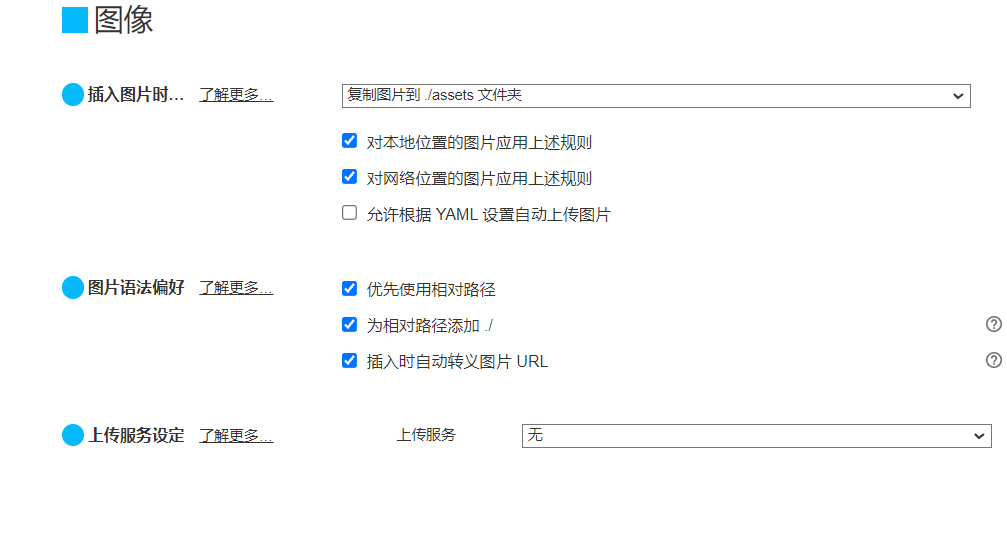 图像
插入图片时... 了解更多... 复制图片到 ./assets 文件夹
对本地位置的图片应用上述规则
对网络位置的图片应用上述规则
允许根据 YAML 设置自动上传图片
图片语法偏好 了解更多... 优先使用相对路径
为相对路径添加 ./
插入时自动转义图片 URL
上传服务设定 了解更多... 上传服务 无